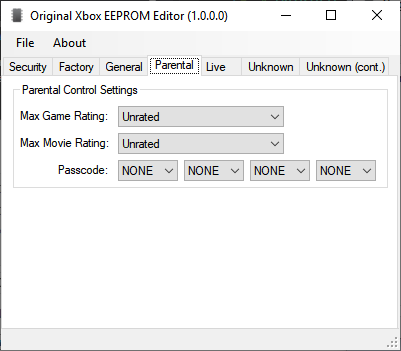 Original Xbox EEPROM Editor (1.0.0.0)
File About
Security Factory General Parental Live Unknown Unknown (cont.)
Parental Control Settings
Max Game Rating: Unrated
Max Movie Rating: Unrated
Passcode: NONE NONE NONE NONE